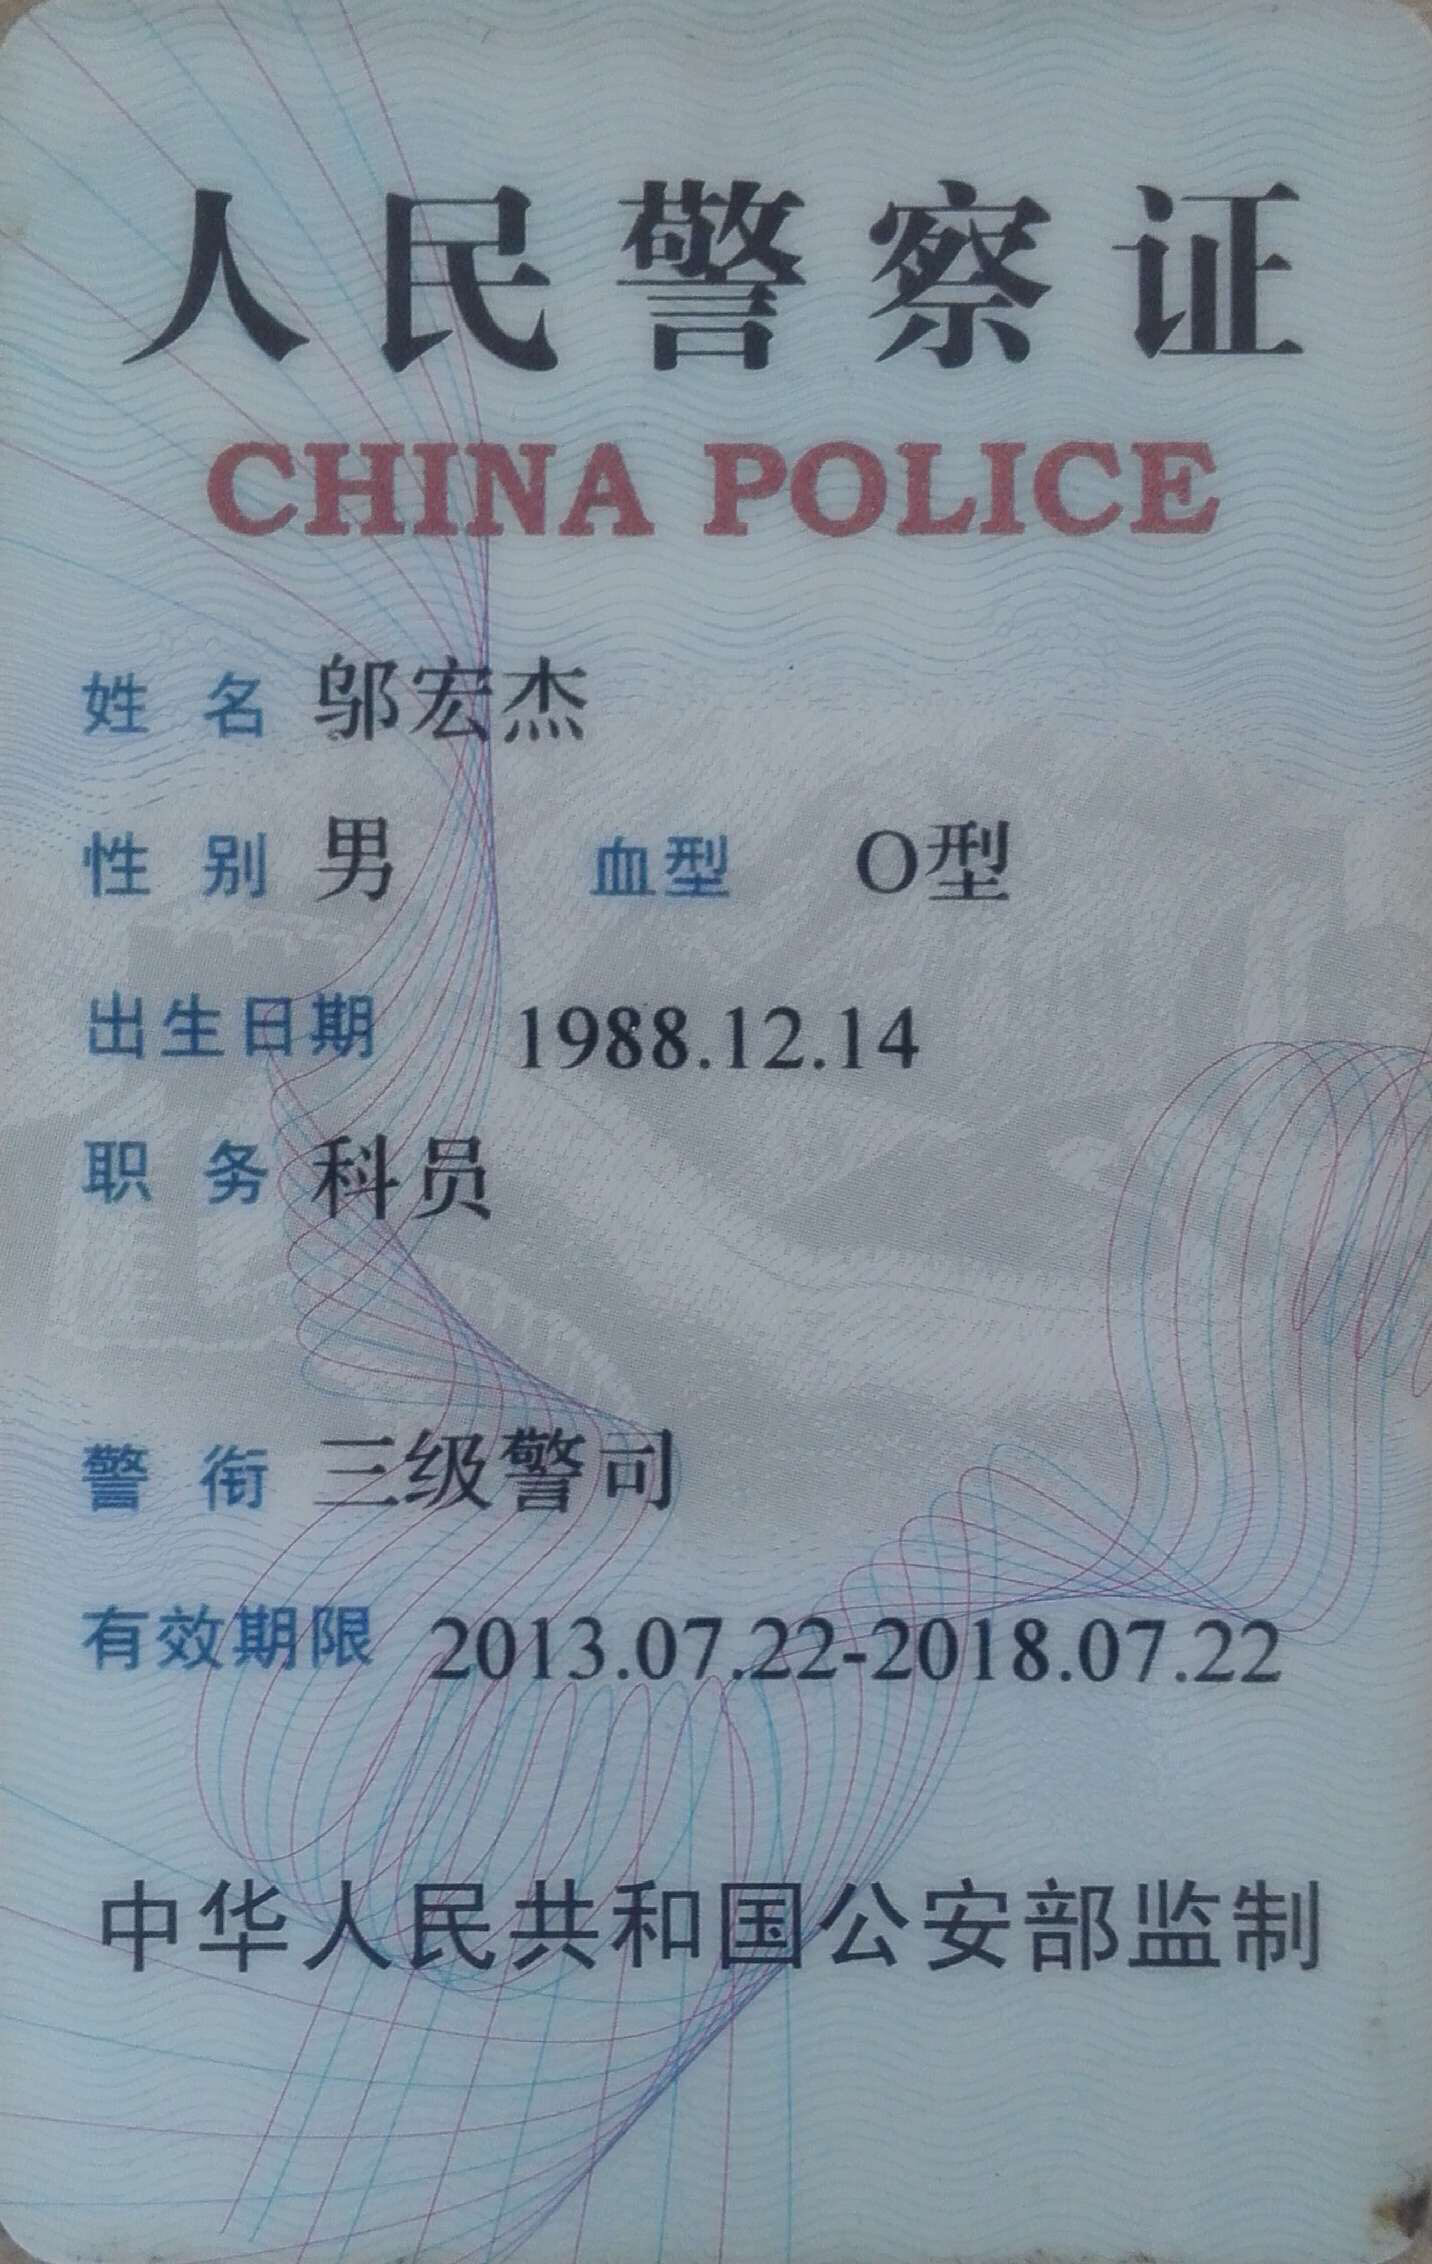 人民警察证
CHINA POLICE
姓 名 邬宏杰
性 别 男 血型 O型
出生日期 1988.12.14
职 务 科员
警 衔 三级警司
有效期限 2013.07.22-2018.07.22
中华人民共和国公安部监制